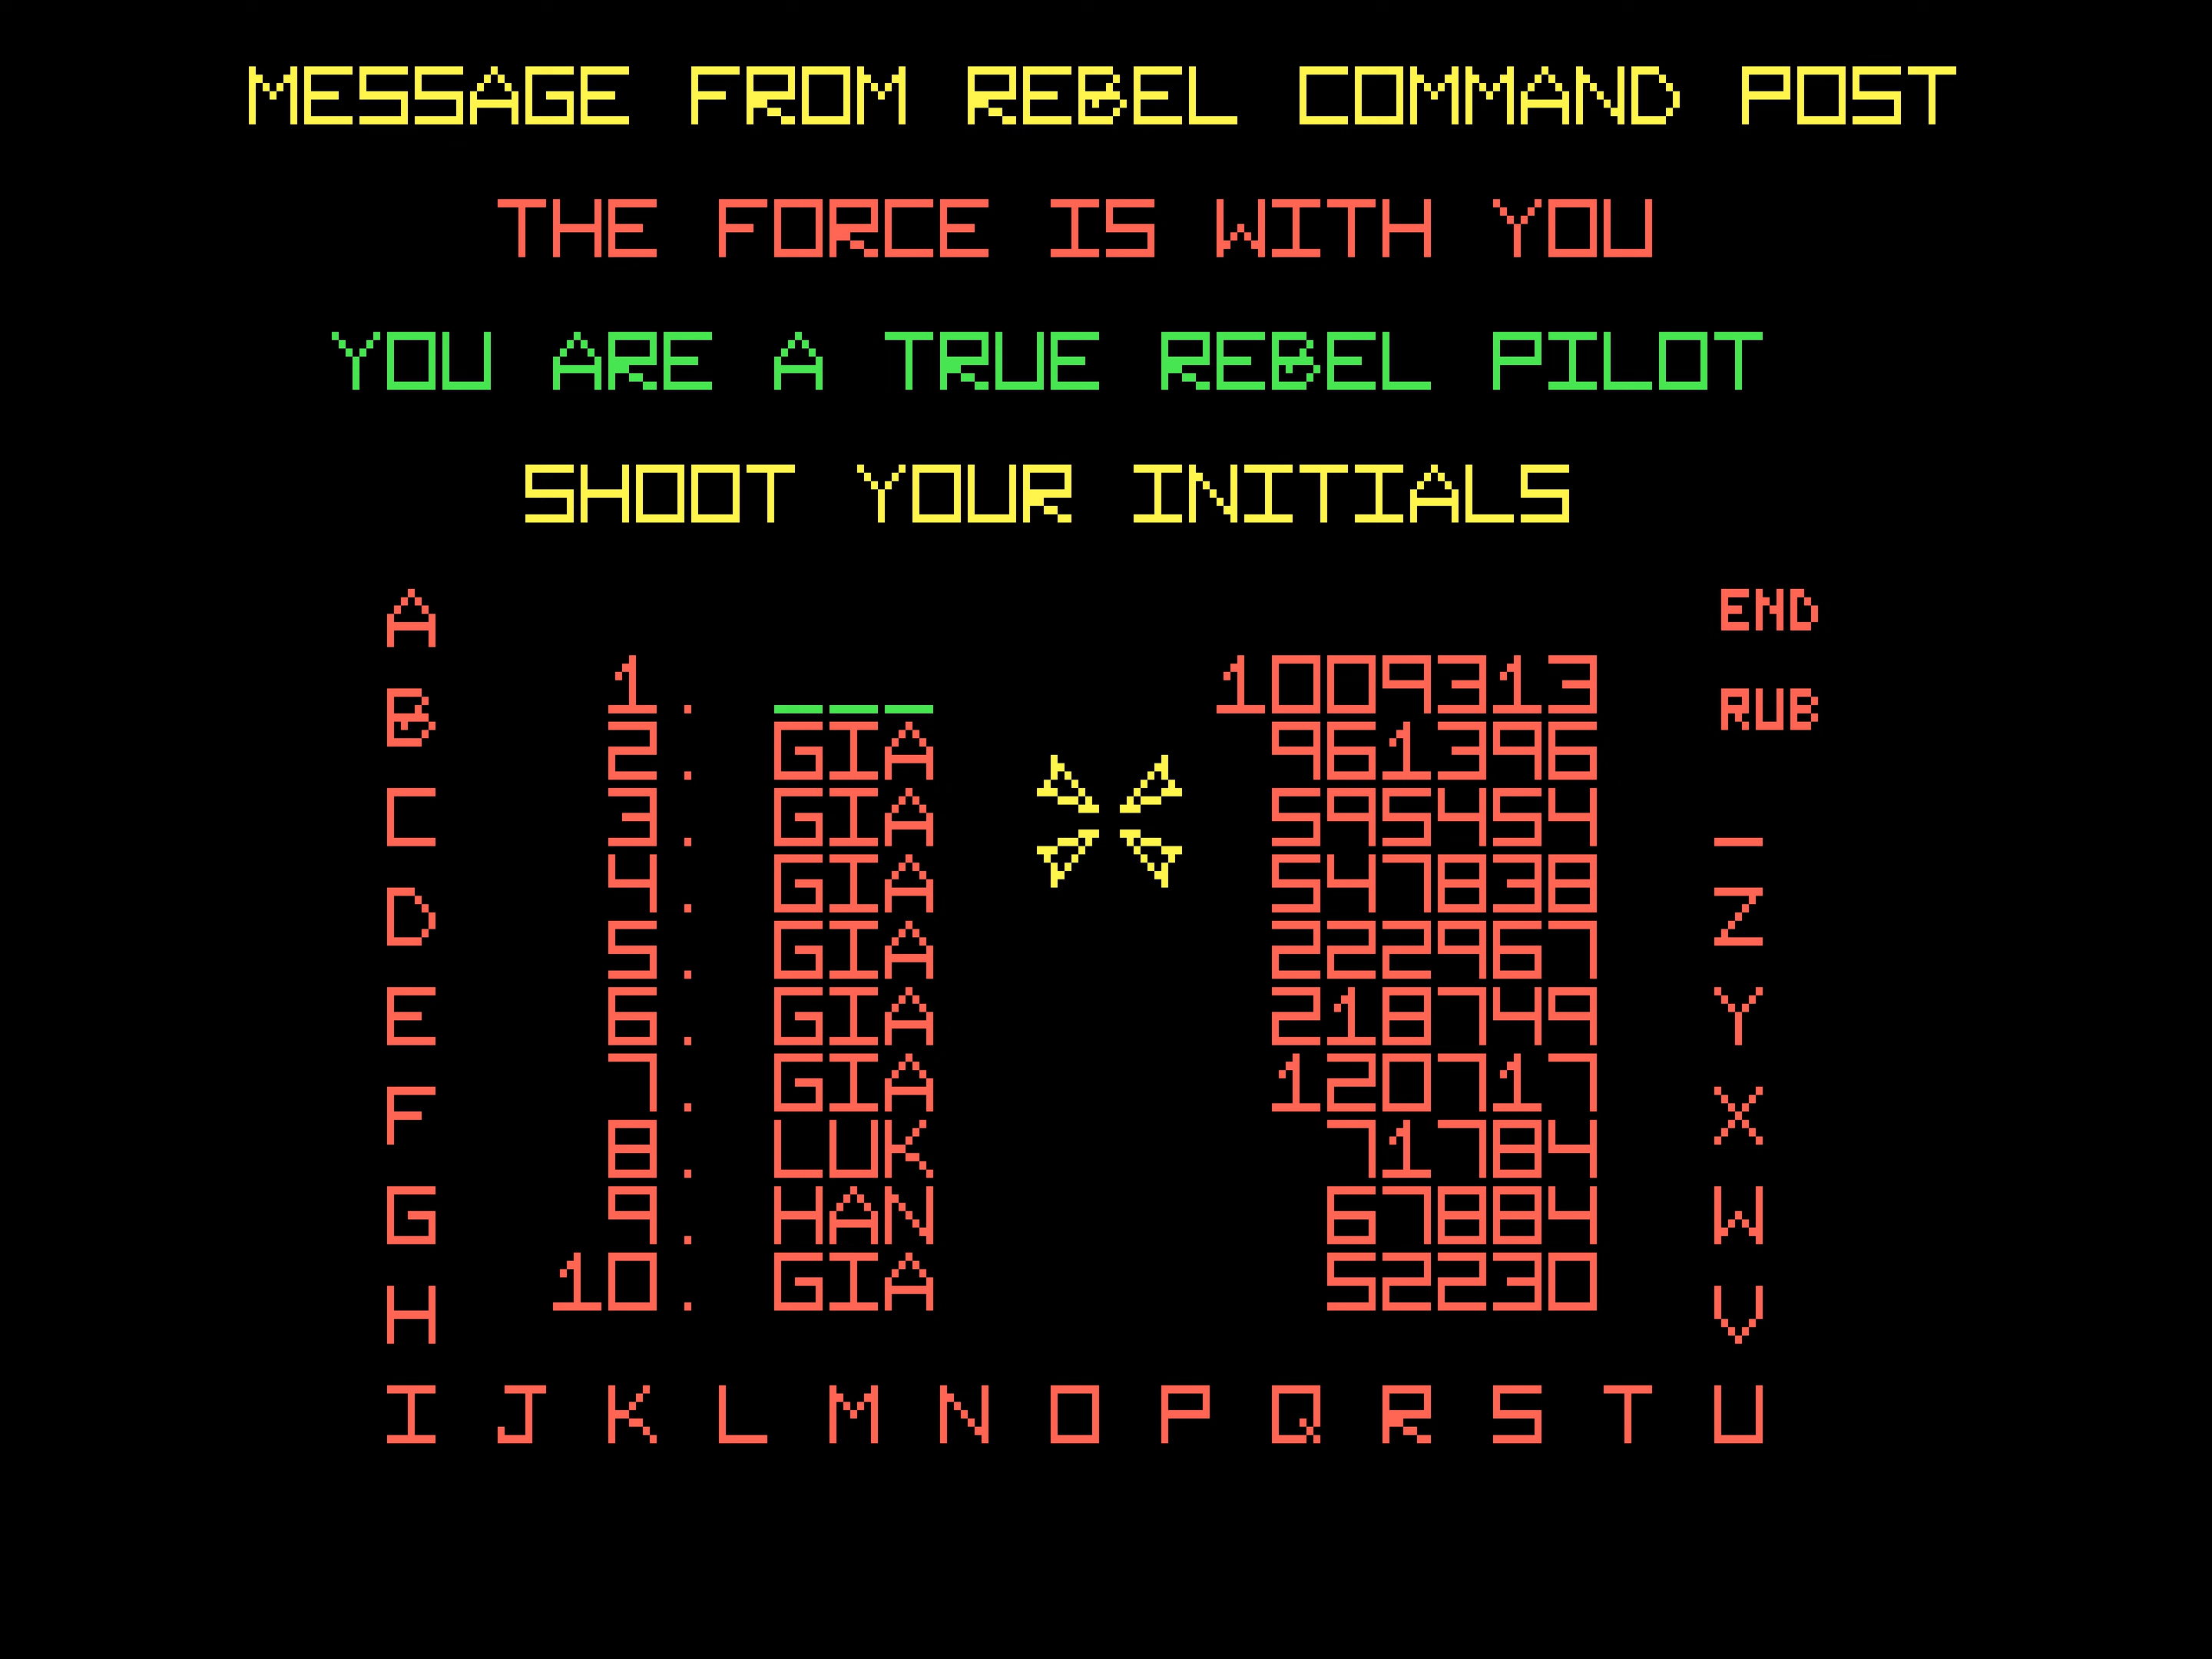 MESSAGE FROM REBEL COMMAND POST
THE FORCE IS WITH YOU
YOU ARE A TRUE REBEL PILOT
SHOOT YOUR INITIALS
A END
1. ___ 1009313
B RUB
2. GIA 961396
C 3. GIA 595454 _
4. GIA 547838
D Z
5. GIA 222967
E 6. GIA 218749 Y
7. GIA 120717
F X
8. LUK 71784
G 9. HAN 67884 W
10. GIA 52230
H V
I J K L M N O P Q R S T U